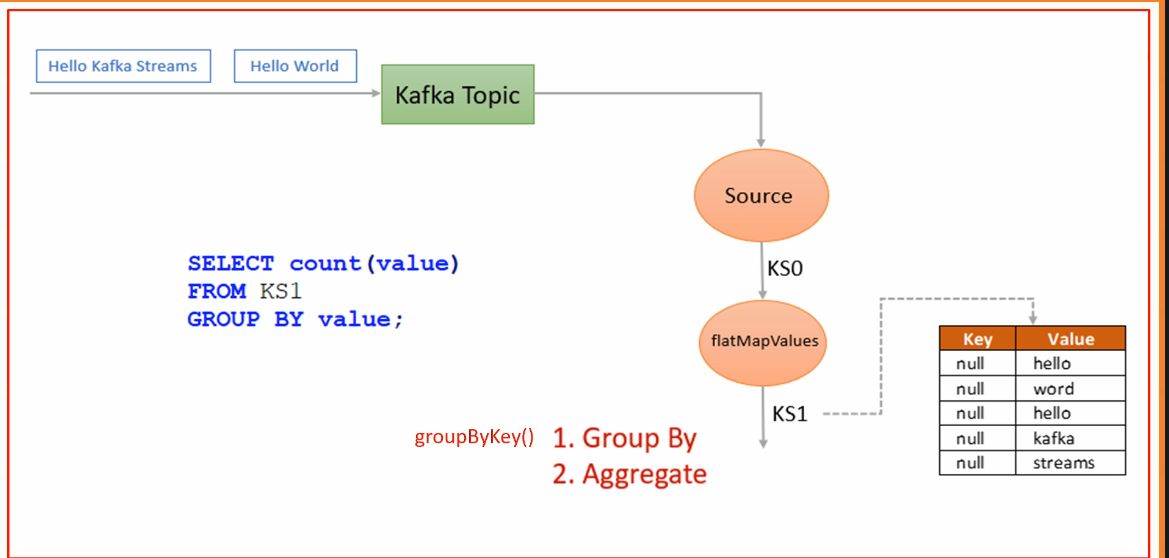 Hello Kafka Streams
Hello World
Kafka Topic
Source
KS0
SELECT count(value)
FROM KS1
GROUP BY value;
flatMapValues
KS1
groupByKey()
1. Group By
2. Aggregate
Key Value
null hello
null word
null hello
null kafka
null streams